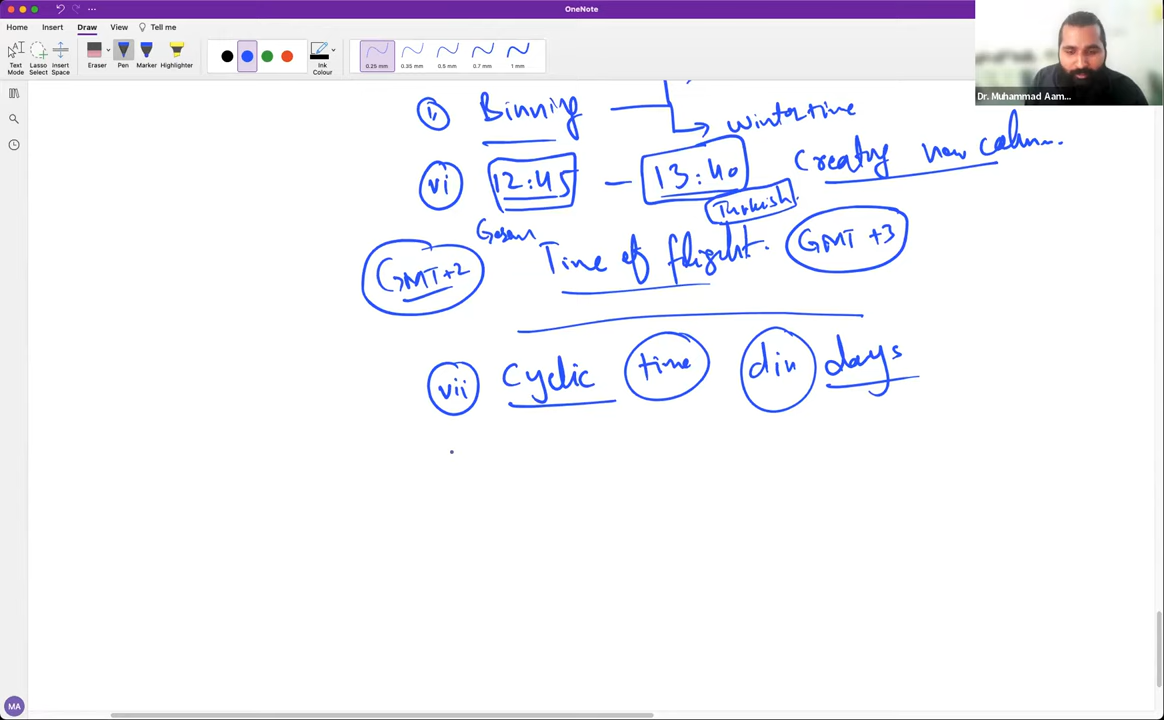 OneNote
Home Insert Draw View Tell me
Text Mode
Lasso Select
Insert Space
Eraser
Pen
Marker
Highlighter
Ink Colour
0.25 mm
0.35 mm
0.5 mm
0.7 mm
1 mm
Dr. Muhammad Aam...
Binning
wintertime
vi 12:45 – 13:40 Creating new
Turkish
GMT+2 Time of flight. GMT +3
vii Cyclic time din days
MA